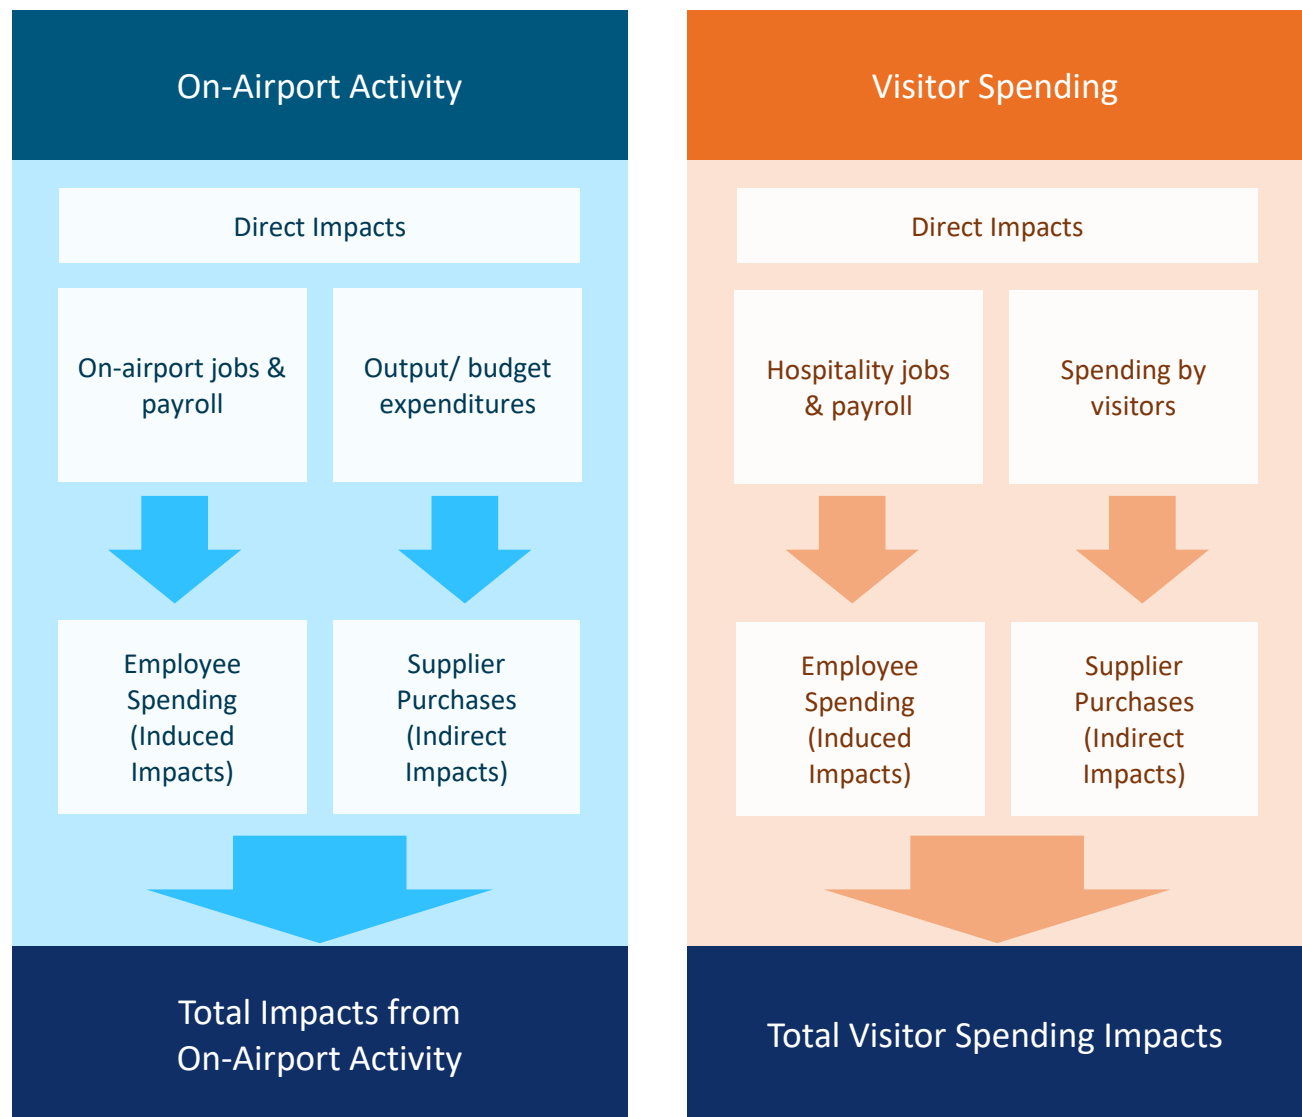 On-Airport Activity
Direct Impacts
On-airport jobs &
payroll
Output/ budget
expenditures
Employee
Spending
(Induced
Impacts)
Supplier
Purchases
(Indirect
Impacts)
Total Impacts from
On-Airport Activity
Visitor Spending
Direct Impacts
Hospitality jobs
& payroll
Spending by
visitors
Employee
Spending
(Induced
Impacts)
Supplier
Purchases
(Indirect
Impacts)
Total Visitor Spending Impacts